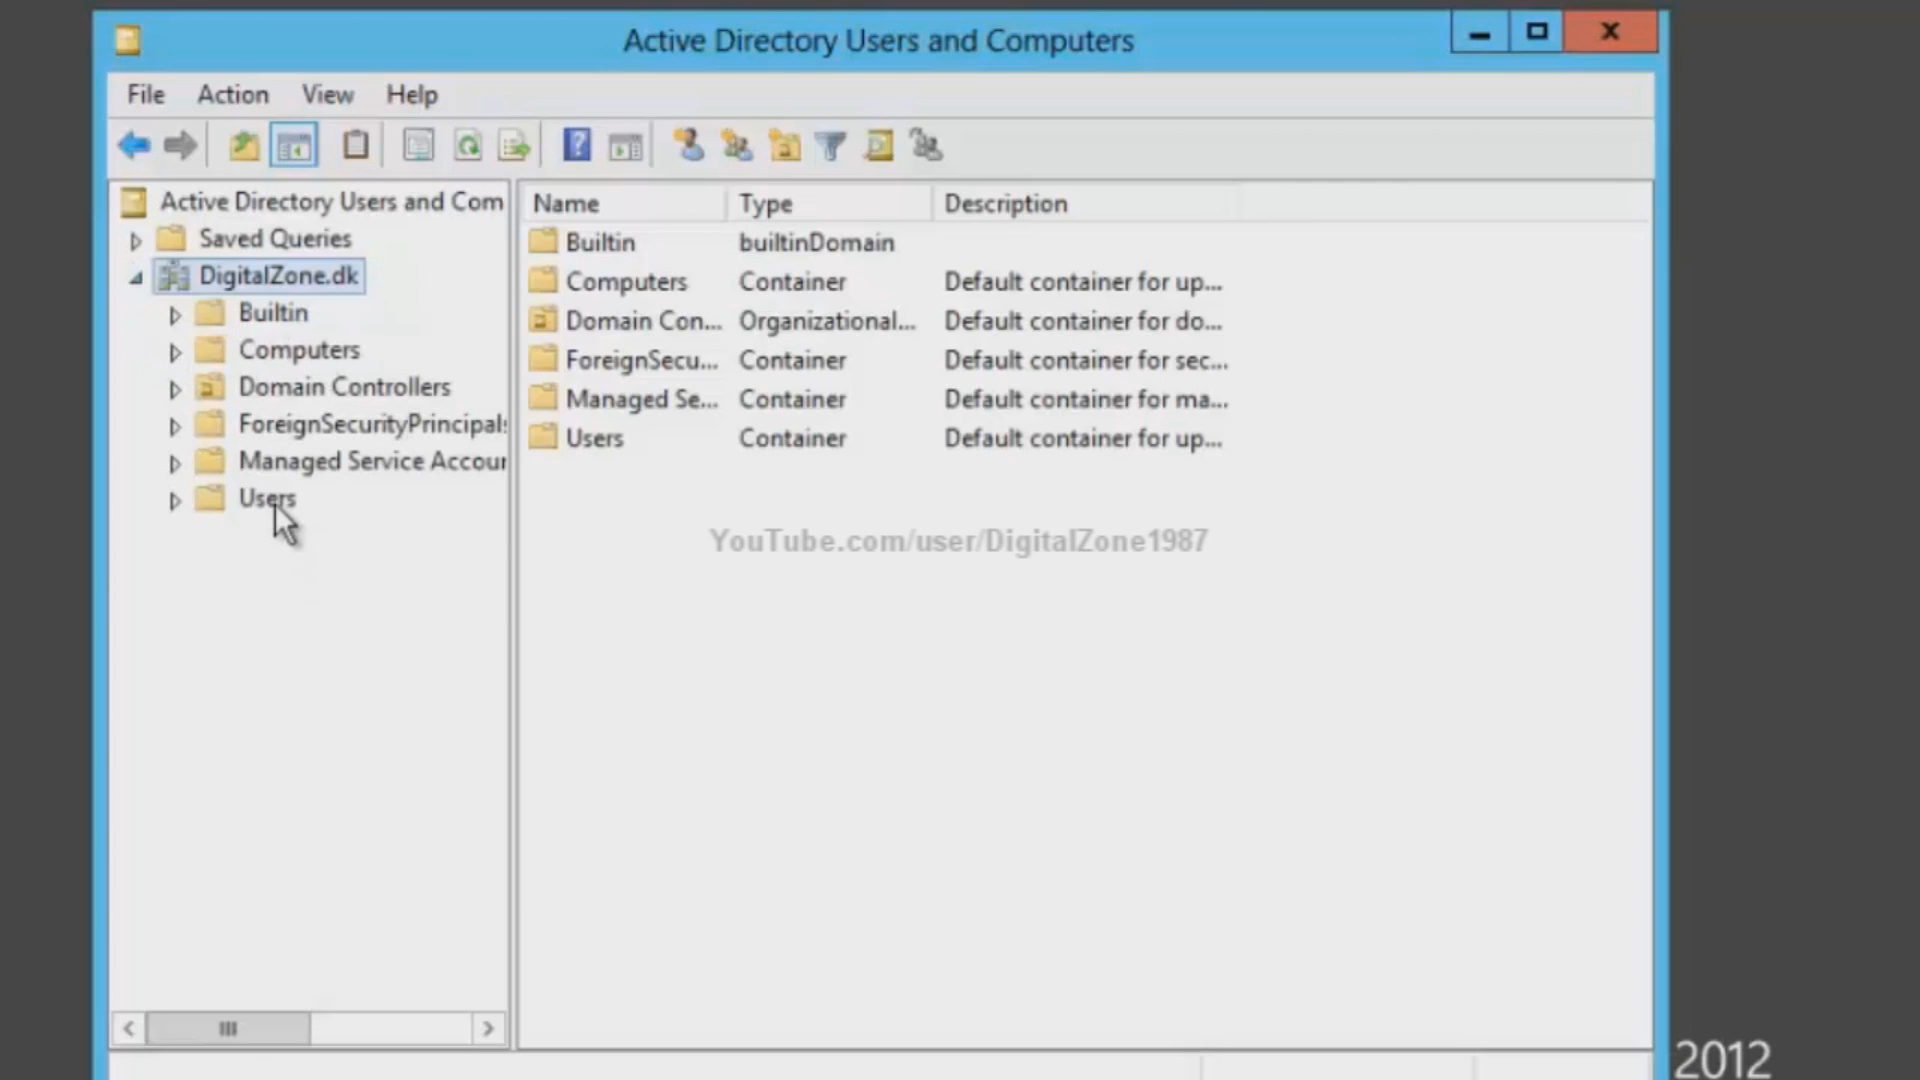 Active Directory Users and Computers
File Action View Help
Active Directory Users and Com
Saved Queries
DigitalZone.dk
Builtin
Computers
Domain Controllers
ForeignSecurityPrincipals
Managed Service Accour
Users
Name Type Description
Builtin builtinDomain
Computers Container Default container for up...
Domain Con... Organizational... Default container for do...
ForeignSecu... Container Default container for sec...
Managed Se... Container Default container for ma...
Users Container Default container for up...
YouTube.com/user/DigitalZone1987
2012